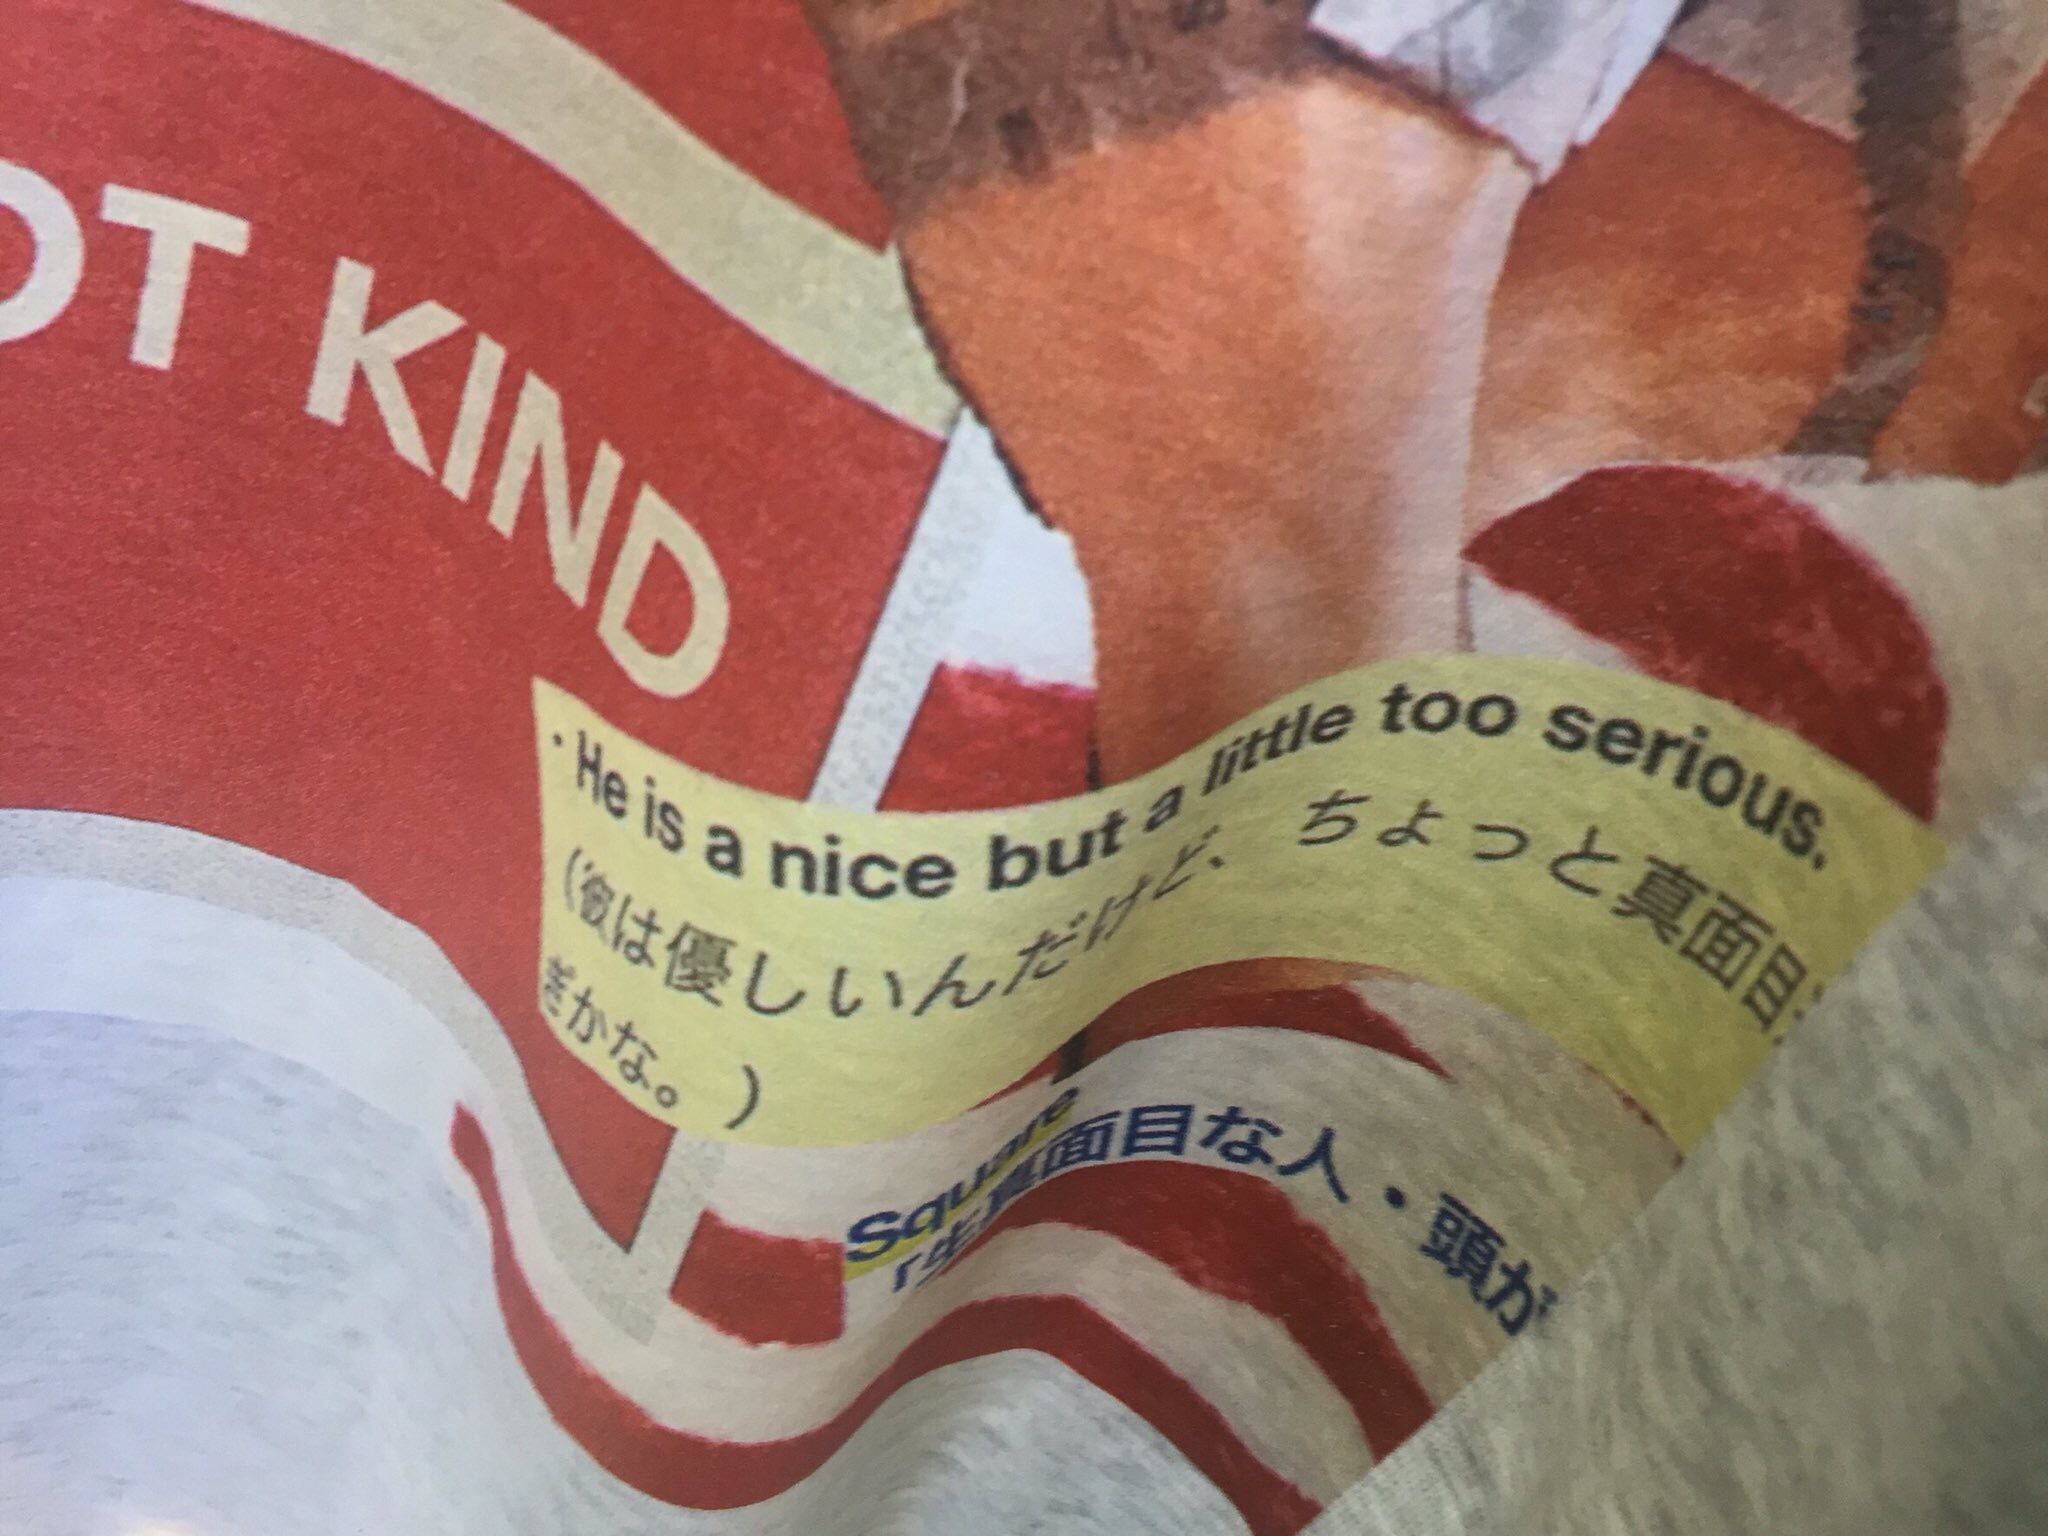 OT KIND
· He is a nice but a little too serious.
(彼は優しいんだけど、ちょっと真面目
ぎかな。)
Square
「生真面目な人・頭が